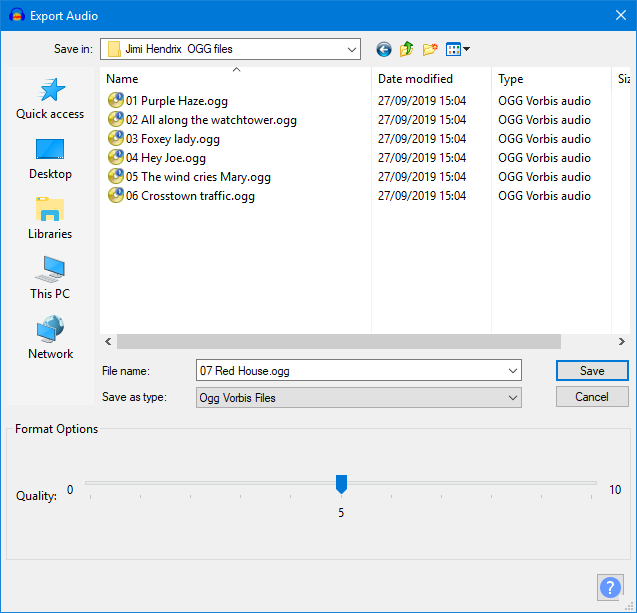 Export Audio
Save in: Jimi Hendrix OGG files
Name Date modified Type Siz
01 Purple Haze.ogg 27/09/2019 15:04 OGG Vorbis audio
02 All along the watchtower.ogg 27/09/2019 15:04 OGG Vorbis audio
03 Foxey lady.ogg 27/09/2019 15:04 OGG Vorbis audio
04 Hey Joe.ogg 27/09/2019 15:04 OGG Vorbis audio
05 The wind cries Mary.ogg 27/09/2019 15:04 OGG Vorbis audio
06 Crosstown traffic.ogg 27/09/2019 15:04 OGG Vorbis audio
Quick access
Desktop
Libraries
This PC
Network
File name: 07 Red House.ogg Save
Save as type: Ogg Vorbis Files Cancel
Format Options
Quality: 0 10
5
?